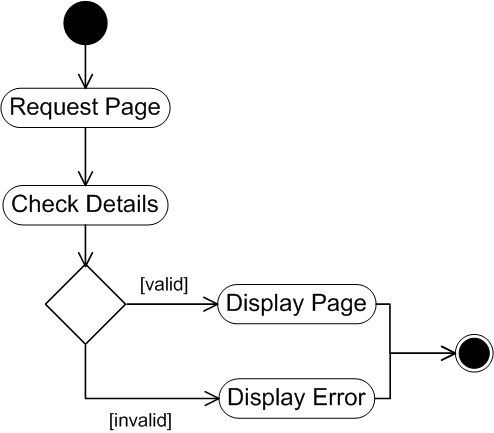 Request Page
Check Details
[valid]
Display Page
Display Error
[invalid]